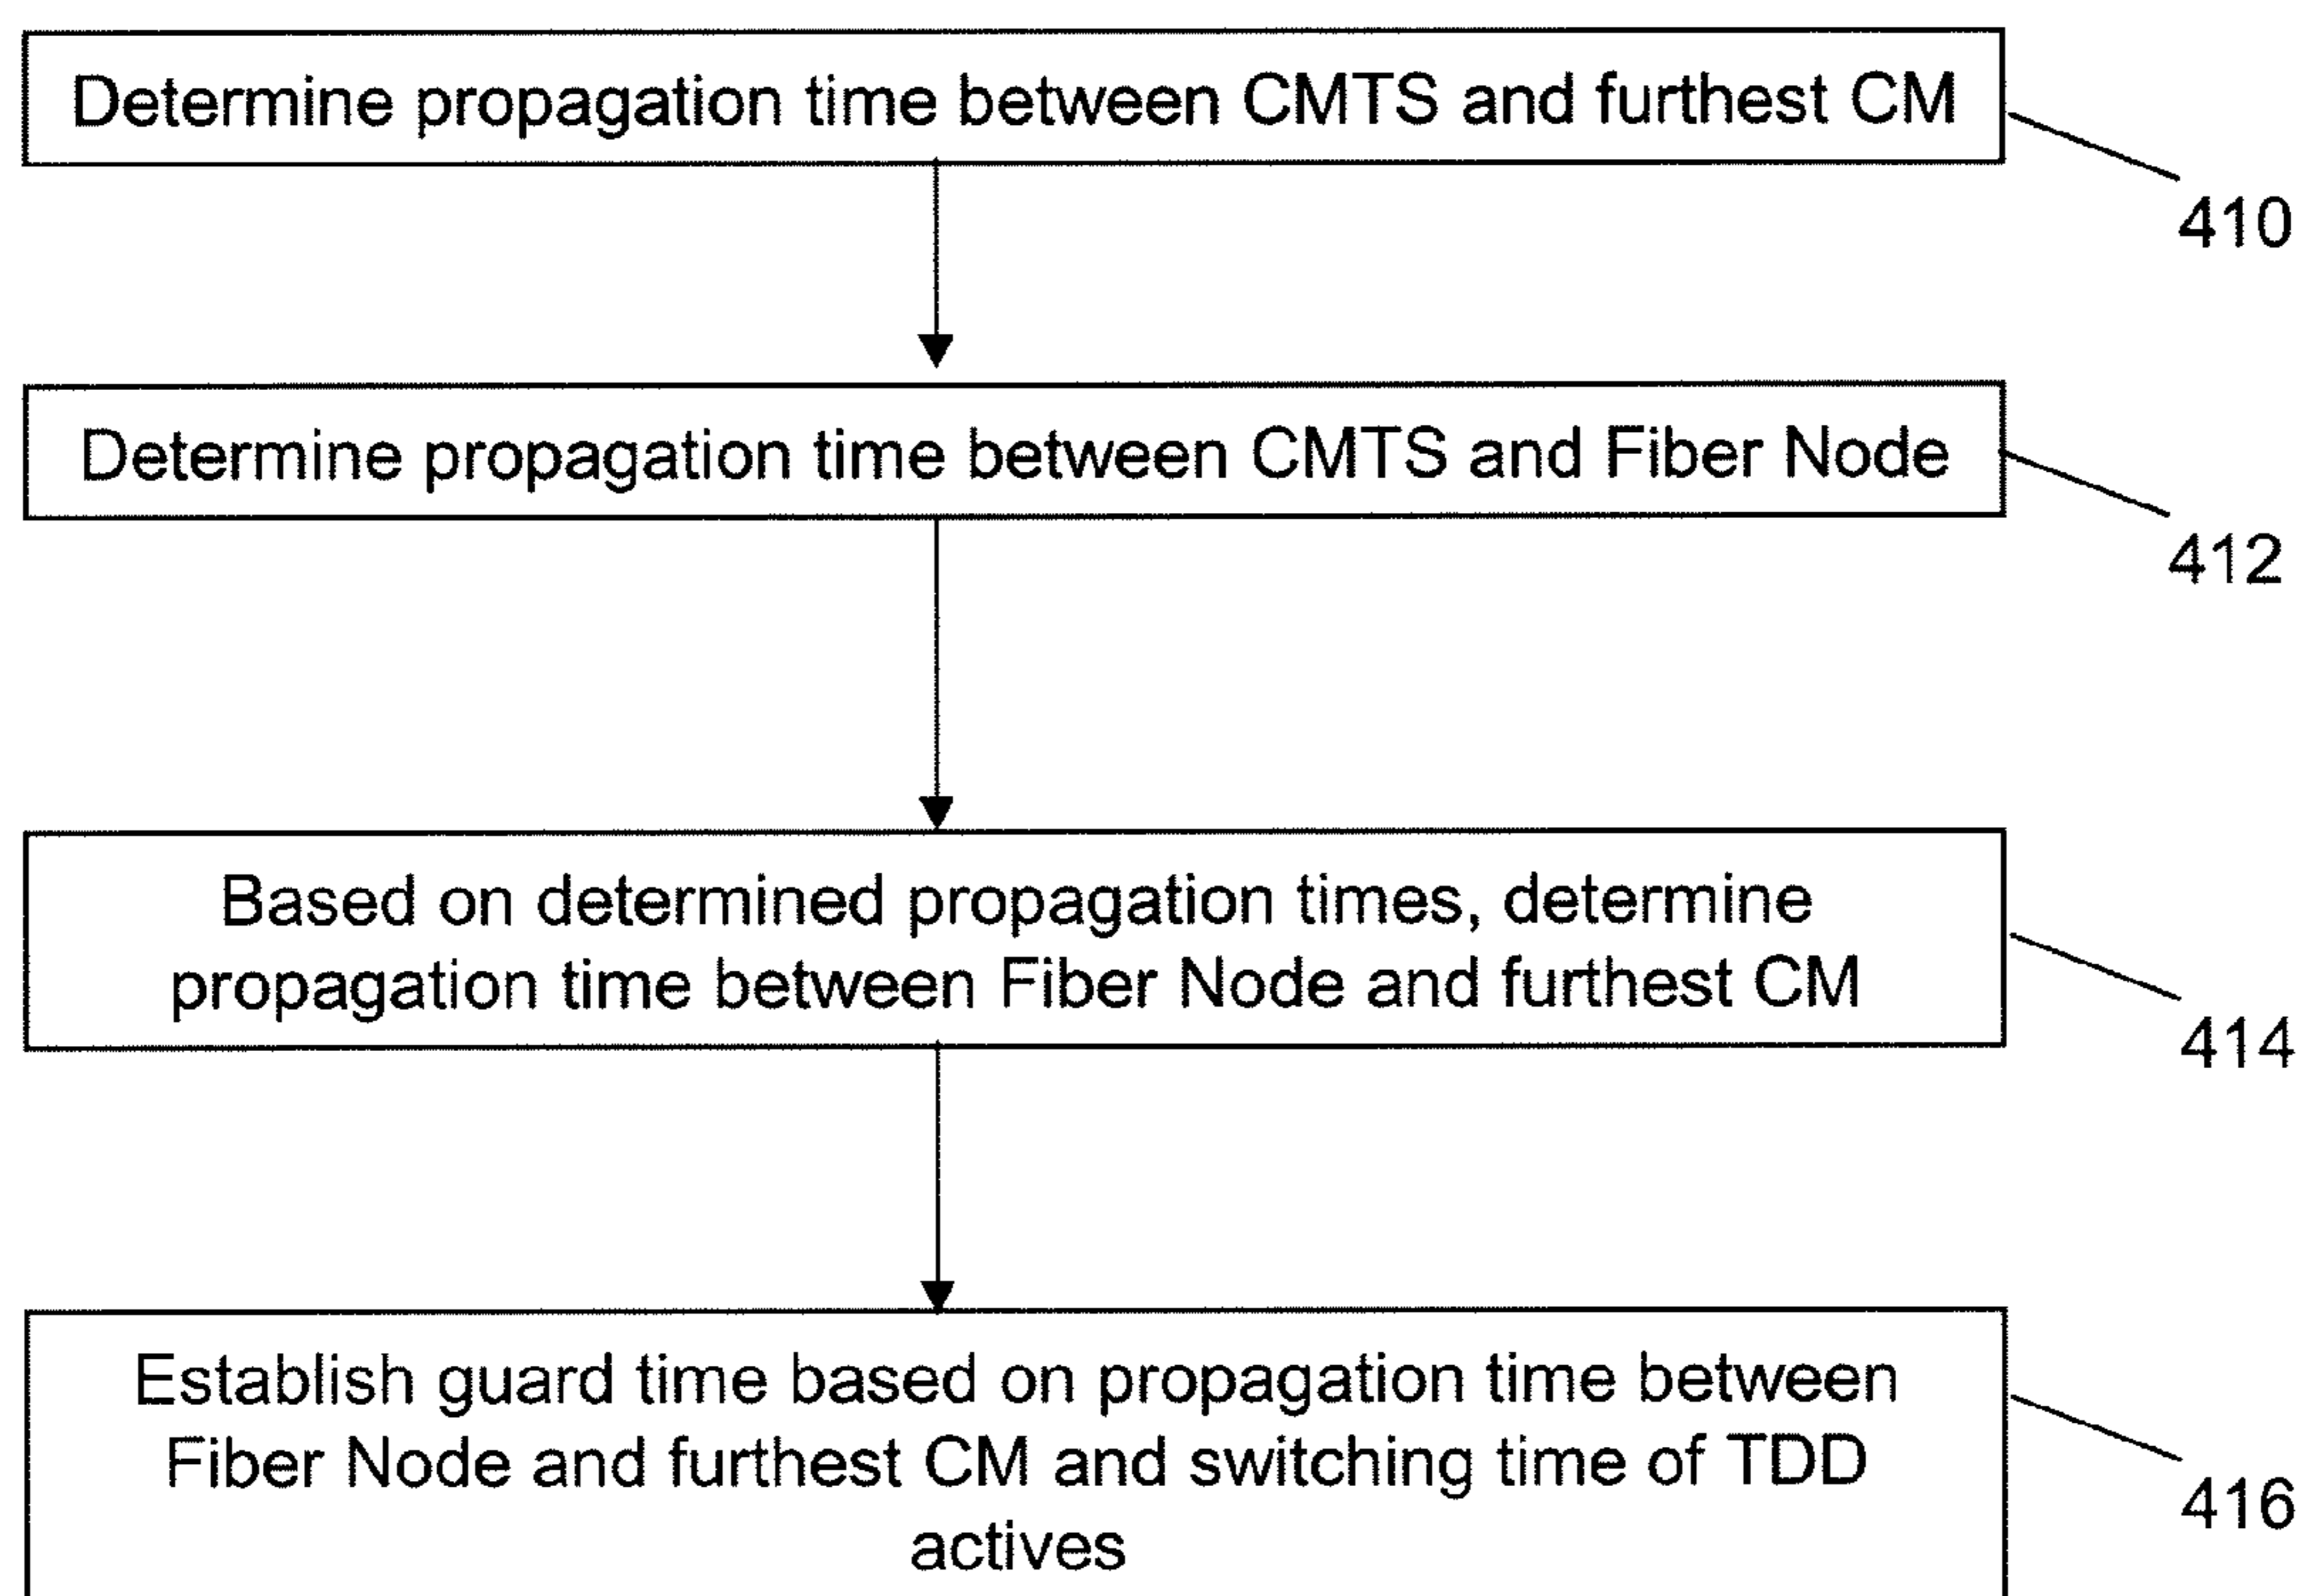 Determine propagation time between CMTS and furthest CM
410
Determine propagation time between CMTS and Fiber Node
412
Based on determined propagation times, determine
propagation time between Fiber Node and furthest CM
414
Establish guard time based on propagation time between
Fiber Node and furthest CM and switching time of TDD
actives
416